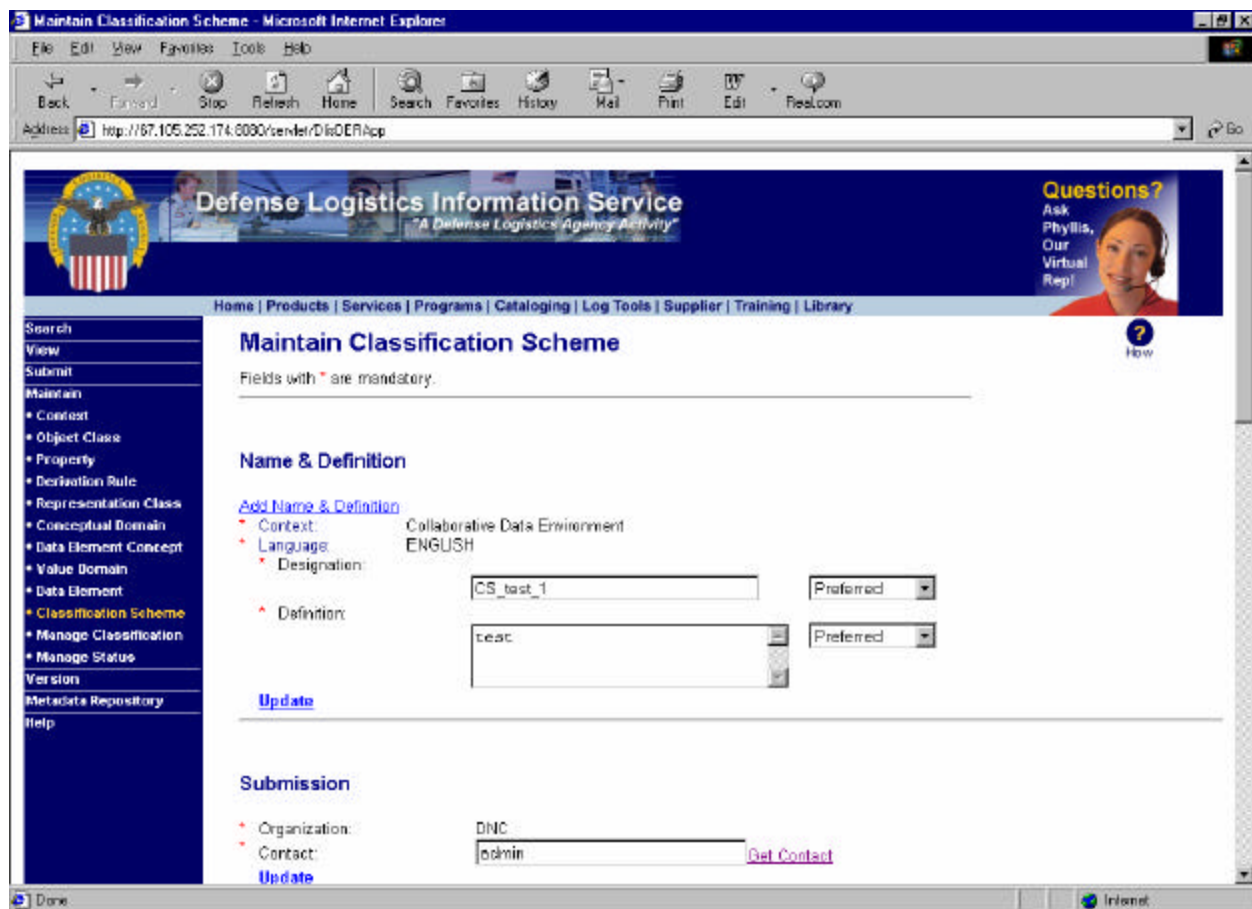 Maintain Classification Scheme - Microsoft Internet Explorer
File Edit View Favorites Tools Help
Back Forward Stop Refresh Home Search Favorites History Mail Print Edit Real.com
Address http://67.105.252.174:8080/servlet/DlisDERApp Go
Defense Logistics Information Service
"A Defense Logistics Agency Activity"
Questions?
Ask
Phyllis,
Our
Virtual
Rep!
Home | Products | Services | Programs | Cataloging | Log Tools | Supplier | Training | Library
Search
View
Submit
Maintain
• Context
• Object Class
• Property
• Derivation Rule
• Representation Class
• Conceptual Domain
• Data Element Concept
• Value Domain
• Data Element
• Classification Scheme
• Manage Classification
• Manage Status
Version
Metadata Repository
Help
Maintain Classification Scheme
? How
Fields with * are mandatory.
Name & Definition
Add Name & Definition
* Context: Collaborative Data Environment
* Language: ENGLISH
* Designation:
CS_test_1 Preferred
* Definition:
test Preferred
Update
Submission
* Organization: DNC
* Contact: admin Get Contact
Update
Done Internet